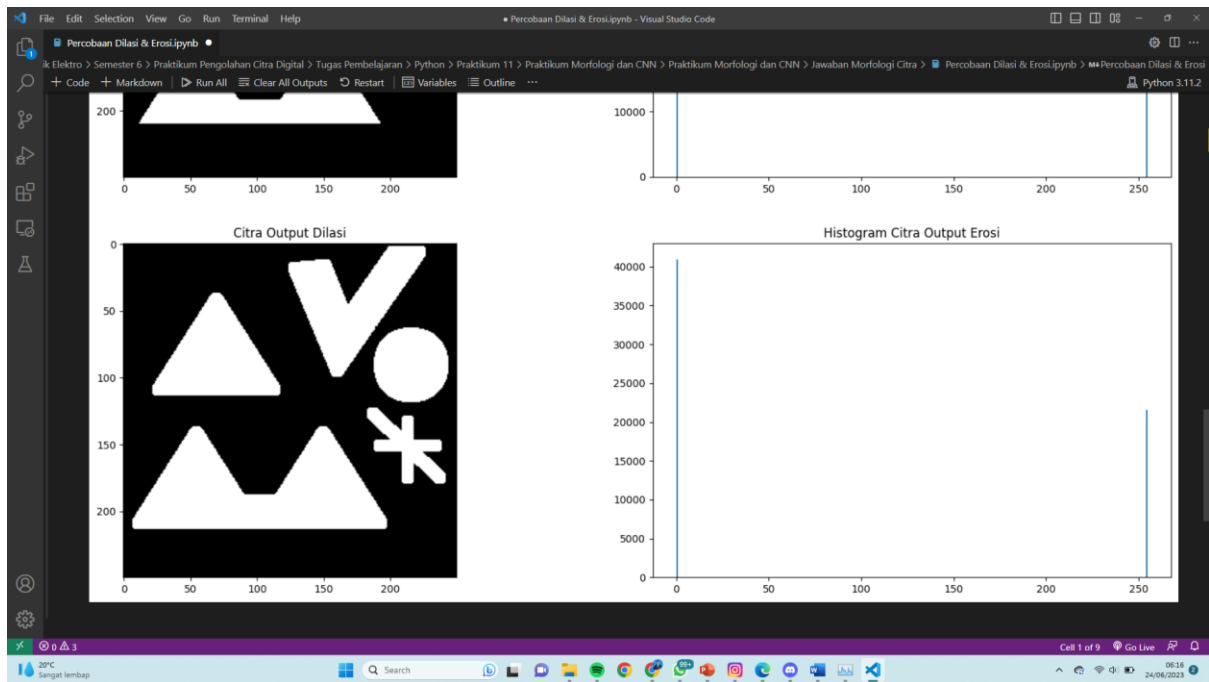 File Edit Selection View Go Run Terminal Help
● Percobaan Dilasi & Erosi.ipynb - Visual Studio Code
Percobaan Dilasi & Erosi.ipynb ●
ik Elektro > Semester 6 > Praktikum Pengolahan Citra Digital > Tugas Pembelajaran > Python > Praktikum 11 > Praktikum Morfologi dan CNN > Praktikum Morfologi dan CNN > Jawaban Morfologi Citra > Percobaan Dilasi & Erosi.ipynb > M↓Percobaan Dilasi & Erosi
+ Code + Markdown | Run All Clear All Outputs Restart | Variables Outline ...
Python 3.11.2
200
0 50 100 150 200
10000
0
0 50 100 150 200 250
Citra Output Dilasi
0
50
100
150
200
0 50 100 150 200
Histogram Citra Output Erosi
40000
35000
30000
25000
20000
15000
10000
5000
0
0 50 100 150 200 250
0 3
Cell 1 of 9 Go Live
1
20°C
Sangat lembap
Search
99+
06:16
24/06/2023
2